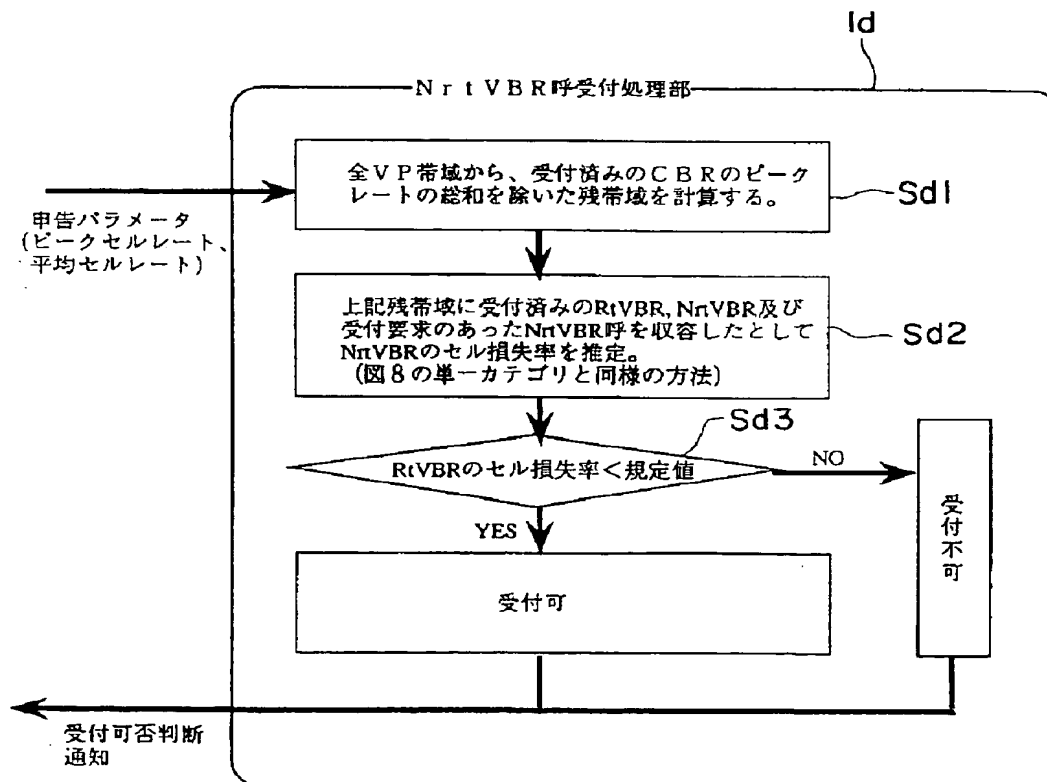 1d
NrtVBR呼受付処理部
全VP帯域から、受付済みのCBRのピーク
レートの総和を除いた残帯域を計算する。
Sd1
申告パラメータ
(ピークセルレート、
平均セルレート)
上記残帯域に受付済みのRtVBR, NrtVBR及び
受付要求のあったNrtVBR呼を収容したとして
NrtVBRのセル損失率を推定。
(図8の単一カテゴリと同様の方法)
Sd2
Sd3
RtVBRのセル損失率<規定値
NO
YES
受付不可
受付可
受付可否判断
通知